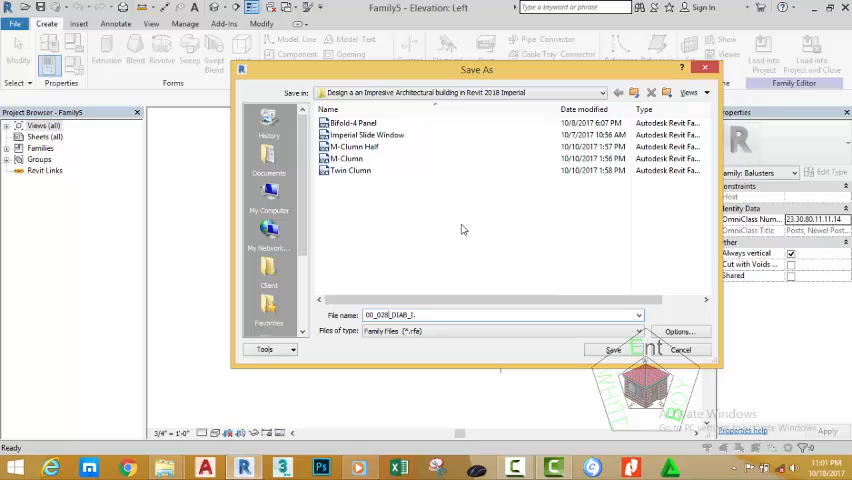 Family5 - Elevation: Left
Type a keyword or phrase
Sign In
File Create Insert Annotate View Manage Add-Ins Modify
Modify
Extrusion Blend Revolve Sweep Swept Blend
Model Line
Component
Model Text
Opening
Control
Pipe Connector
Cable Tray Connector
Reference
Show
Load into Project
Load into Project and Close
Select Properties Forms Family Editor
Project Browser - Family5
Views (all)
Sheets (all)
Families
Groups
Revit Links
Save As
Save in: Design a an Impresive Architectural building in Revit 2018 Imperial Views
Name Date modified Type
Bifold-4 Panel 10/8/2017 6:07 PM Autodesk Revit Fa...
Imperial Slide Window 10/7/2017 10:56 AM Autodesk Revit Fa...
M-Clumn Half 10/10/2017 1:57 PM Autodesk Revit Fa...
M-Clumn 10/10/2017 1:56 PM Autodesk Revit Fa...
Twin Clumn 10/10/2017 1:58 PM Autodesk Revit Fa...
History
Documents
My Computer
My Network...
Client
Favorites
File name: 00_028_DIAB_I.
Files of type: Family Files (*.rfa)
Tools Options...
Save Cancel
Properties
Family: Balusters Edit Type
Constraints
Host
Identity Data
OmniClass Num... 23.30.80.11.11.14
OmniClass Title Posts, Newel Post...
Other
Always vertical
Cut with Voids ...
Shared
Ent
WHITE
BOY
Activate Windows
Go to PC settings to activate Windows.
Properties help Apply
3/4" = 1'-0"
Ready
:0
11:01 PM
10/18/2017